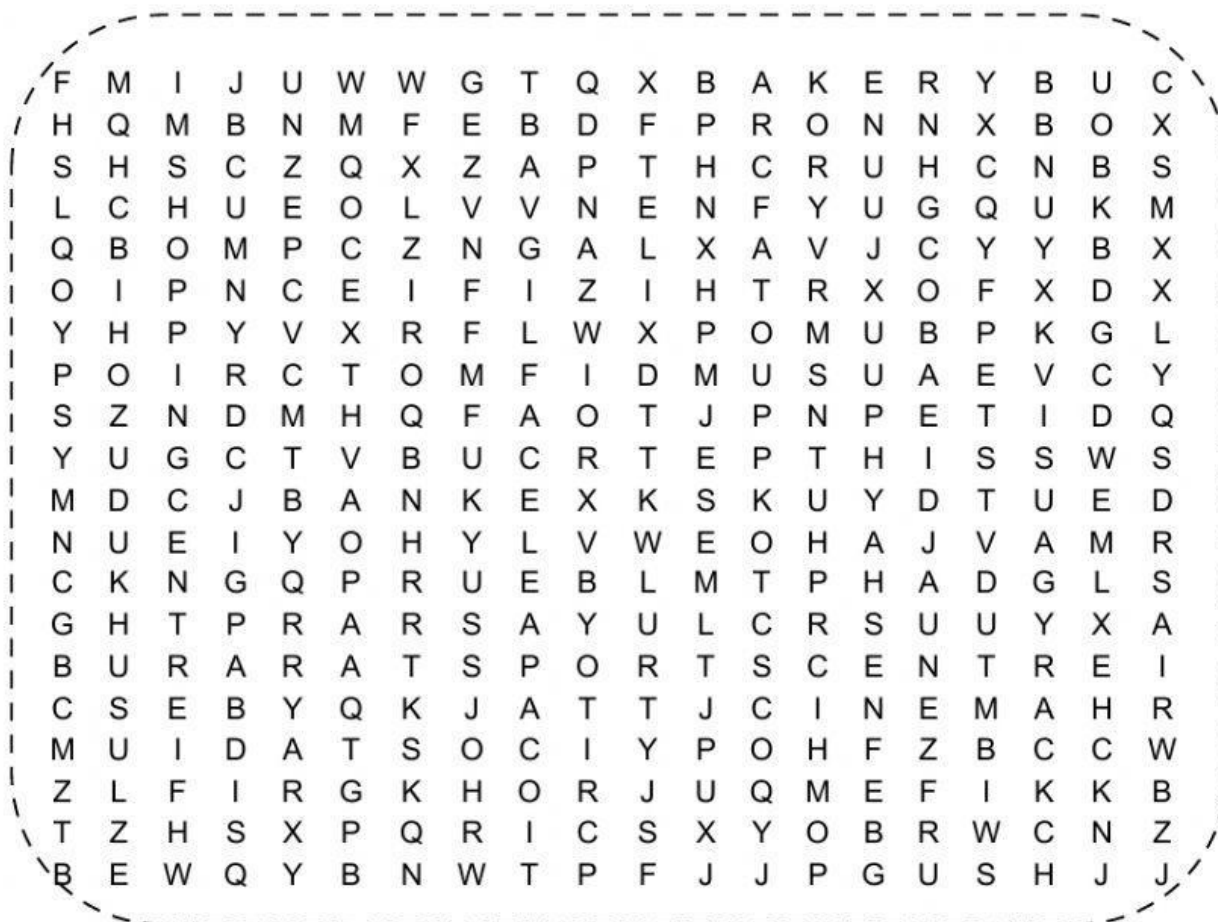 F M I J U W W G T Q X B A K E R Y B U C
H Q M B N M F E B D F P R O N N X B O X
S H S C Z Q X Z A P T H C R U H C N B S
L C H U E O L V V N E N F Y U G Q U K M
Q B O M P C Z N G A L X A V J C Y Y B X
O I P N C E I F I Z I H T R X O F X D X
Y H P Y V X R F L W X P O M U B P K G L
P O I R C T O M F I D M U S U A E V C Y
S Z N D M H Q F A O T J P N P E T I D Q
Y U G C T V B U C R T E P T H I S S W S
M D C J B A N K E X K S K U Y D T U E D
N U E I Y O H Y L V W E O H A J V A M R
C K N G Q P R U E B L M T P H A D G L S
G H T P R A R S A Y U L C R S U U Y X A
B U R A R A T S P O R T S C E N T R E I
C S E B Y Q K J A T T J C I N E M A H R
M U I D A T S O C I Y P O H F Z B C C W
Z L F I R G K H O R J U Q M E F I K K B
T Z H S X P Q R I C S X Y O B R W C N Z
B E W Q Y B N W T P F J J P G U S H J J